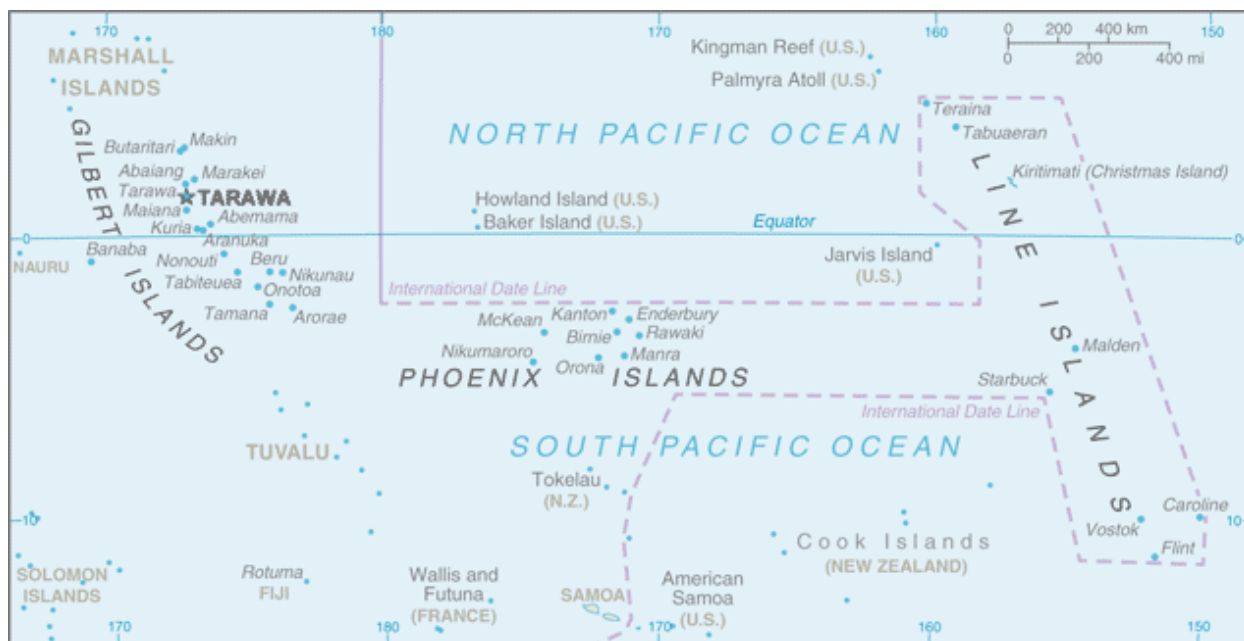 170
180
170
160
150
0 200 400 km
0 200 400 mi
MARSHALL
ISLANDS
Kingman Reef (U.S.)
Palmyra Atoll (U.S.)
Teraina
Tabuaeran
NORTH PACIFIC OCEAN
GILBERT ISLANDS
Makin
Butaritari
Abaiang
Marakei
Tarawa
TARAWA
Maiana
Abemama
Kuria
Aranuka
Kiritimati (Christmas Island)
LINE ISLANDS
Howland Island (U.S.)
Baker Island (U.S.)
Equator
0
0
Banaba
NAURU
Nonouti
Beru
Nikunau
Tabiteuea
Onotoa
Tamana
Arorae
Jarvis Island
(U.S.)
International Date Line
McKean
Kanton
Enderbury
Birnie
Rawaki
Nikumaroro
Orona
Manra
PHOENIX ISLANDS
Malden
Starbuck
International Date Line
SOUTH PACIFIC OCEAN
TUVALU
Tokelau
(N.Z.)
10
10
Caroline
Vostok
Flint
Cook Islands
(NEW ZEALAND)
SOLOMON
ISLANDS
Rotuma
FIJI
Wallis and
Futuna
(FRANCE)
SAMOA
American
Samoa
(U.S.)
170
180
170
160
150